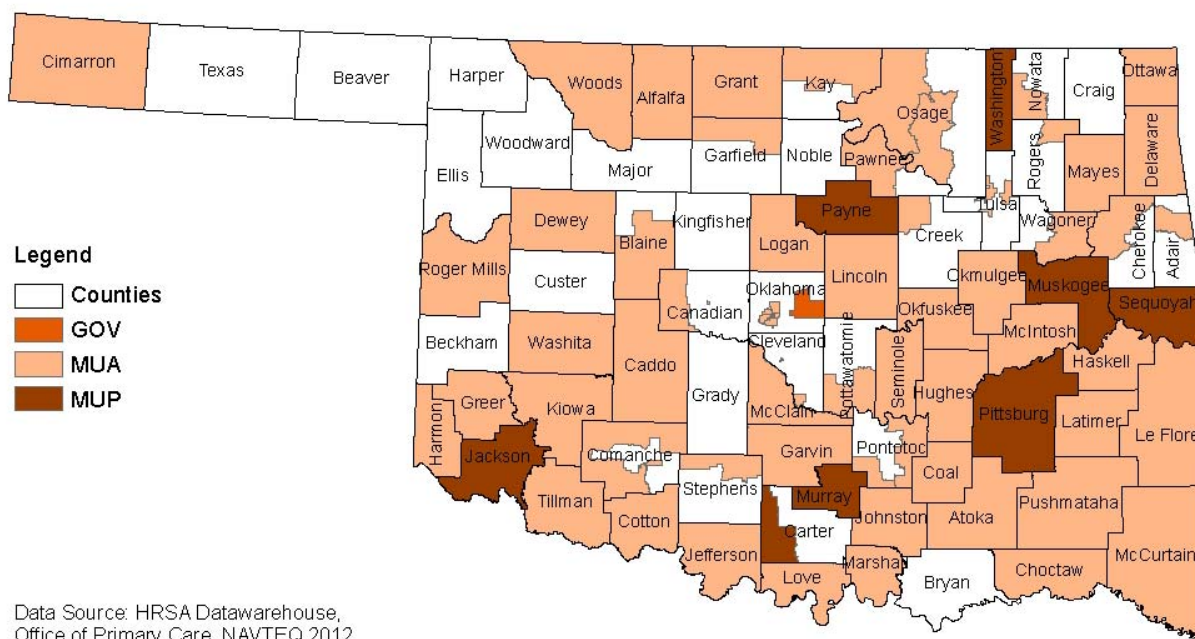 Cimarron
Texas
Beaver
Harper
Woods
Alfalfa
Grant
Kay
Osage
Washington
Nowata
Craig
Ottawa
Woodward
Ellis
Major
Garfield
Noble
Pawnee
Rogers
Mayes
Delaware
Dewey
Blaine
Kingfisher
Logan
Payne
Creek
Tulsa
Wagoner
Cherokee
Adair
Legend
Counties
GOV
MUA
MUP
Roger Mills
Custer
Canadian
Oklahoma
Lincoln
Okmulgee
Muskogee
Sequoyah
Beckham
Washita
Caddo
Grady
Cleveland
Pottawatomie
Seminole
Okfuskee
McIntosh
Haskell
Harmon
Greer
Kiowa
McClain
Hughes
Pittsburg
Latimer
Le Flore
Jackson
Comanche
Stephens
Garvin
Pontotoc
Coal
Tillman
Cotton
Murray
Carter
Johnston
Atoka
Pushmataha
Jefferson
Love
Marshall
Bryan
Choctaw
McCurtain
Data Source: HRSA Datawarehouse,
Office of Primary Care, NAVTEQ 2012